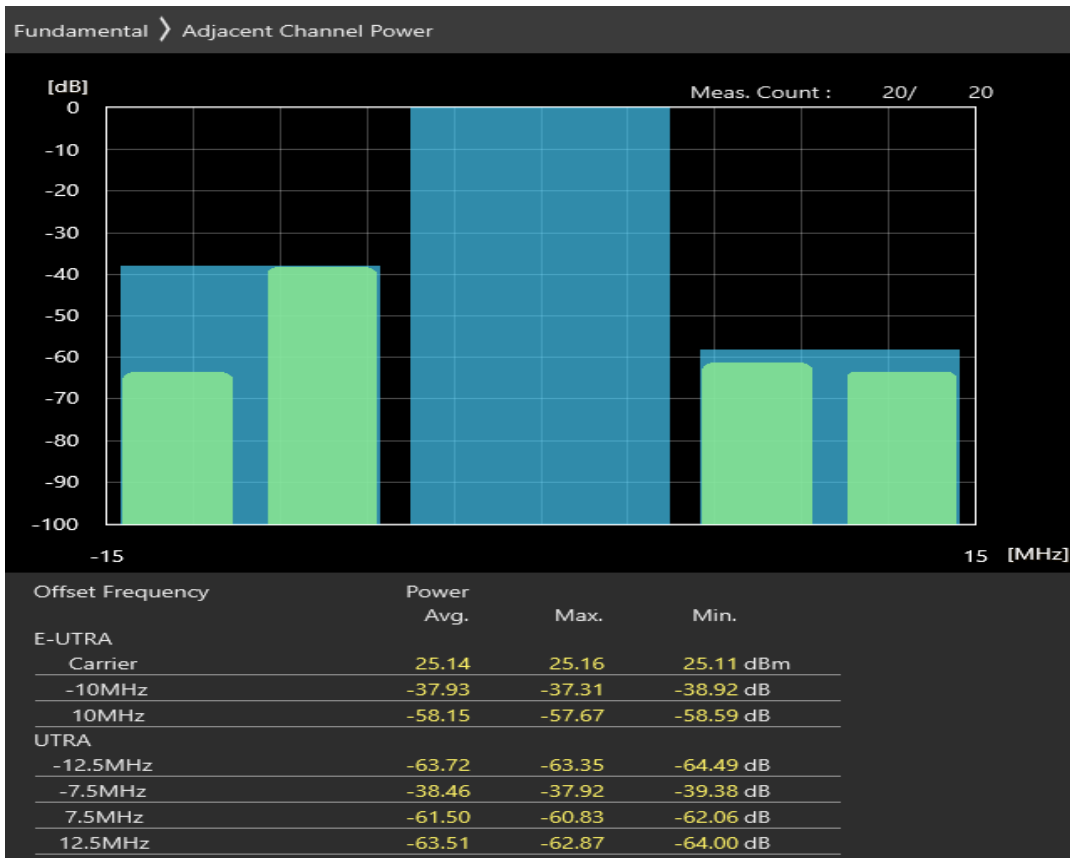 Fundamental 〉 Adjacent Channel Power
[dB]
Meas. Count : 20/ 20
0
-10
-20
-30
-40
-50
-60
-70
-80
-90
-100
-15 15 [MHz]
Offset Frequency Power
Avg. Max. Min.
E-UTRA
Carrier 25.14 25.16 25.11 dBm
-10MHz -37.93 -37.31 -38.92 dB
10MHz -58.15 -57.67 -58.59 dB
UTRA
-12.5MHz -63.72 -63.35 -64.49 dB
-7.5MHz -38.46 -37.92 -39.38 dB
7.5MHz -61.50 -60.83 -62.06 dB
12.5MHz -63.51 -62.87 -64.00 dB